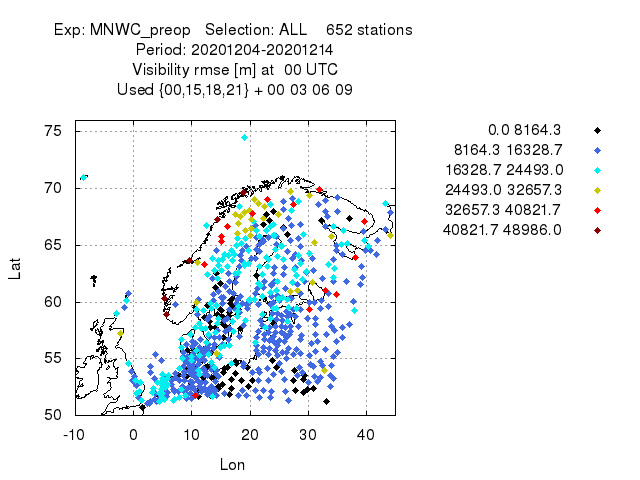 Exp: MNWC_preop   Selection: ALL    652 stations
Period: 20201204-20201214
Visibility rmse [m] at  00 UTC
Used {00,15,18,21} + 00 03 06 09
0.0 8164.3
8164.3 16328.7
16328.7 24493.0
24493.0 32657.3
32657.3 40821.7
40821.7 48986.0
75
70
65
60
55
50
Lat
-10 0 10 20 30 40
Lon